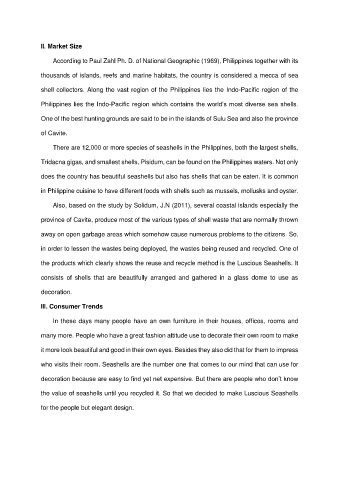 II. Market Size
According to Paul Zahl Ph. D. of National Geographic (1969), Philippines together with its
thousands of islands, reefs and marine habitats, the country is considered a mecca of sea
shell collectors. Along the vast region of the Philippines lies the Indo-Pacific region of the
Philippines lies the Indo-Pacific region which contains the world's most diverse sea shells.
One of the best hunting grounds are said to be in the islands of Sulu Sea and also the province
of Cavite.
There are 12,000 or more species of seashells in the Philippines, both the largest shells,
Tridacna gigas, and smallest shells, Pisidum, can be found on the Philippines waters. Not only
does the country has beautiful seashells but also has shells that can be eaten. It is common
in Philippine cuisine to have different foods with shells such as mussels, mollusks and oyster.
Also, based on the study by Solidum, J.N (2011), several coastal islands especially the
province of Cavite, produce most of the various types of shell waste that are normally thrown
away on open garbage areas which somehow cause numerous problems to the citizens. So,
in order to lessen the wastes being deployed, the wastes being reused and recycled. One of
the products which clearly shows the reuse and recycle method is the Luscious Seashells. It
consists of shells that are beautifully arranged and gathered in a glass dome to use as
decoration.
III. Consumer Trends
In these days many people have an own furniture in their houses, offices, rooms and
many more. People who have a great fashion attitude use to decorate their own room to make
it more look beautiful and good in their own eyes. Besides they also did that for them to impress
who visits their room. Seashells are the number one that comes to our mind that can use for
decoration because are easy to find yet net expensive. But there are people who don't know
the value of seashells until you recycled it. So that we decided to make Luscious Seashells
for the people but elegant design.